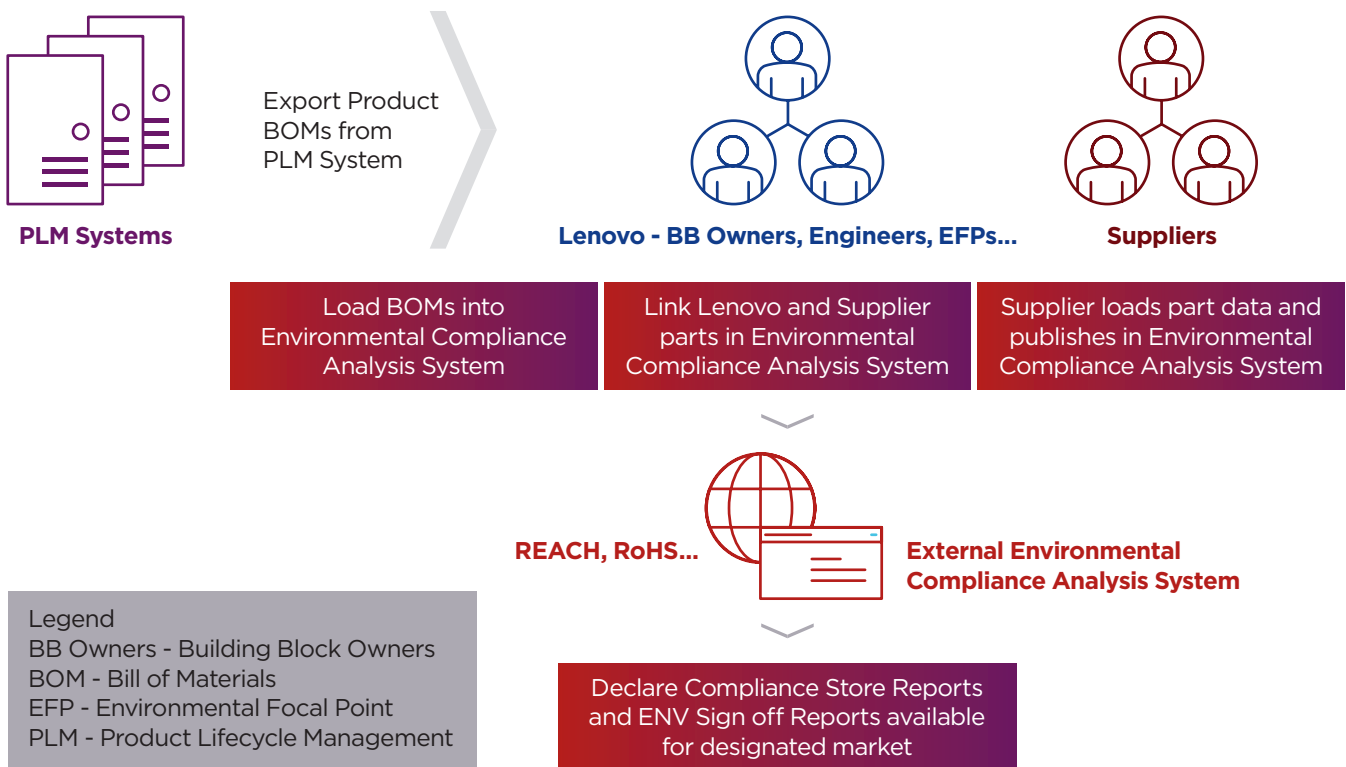 Export Product
BOMs from
PLM System
PLM Systems
Lenovo - BB Owners, Engineers, EFPs...
Suppliers
Load BOMs into
Environmental Compliance
Analysis System
Link Lenovo and Supplier
parts in Environmental
Compliance Analysis System
Supplier loads part data and
publishes in Environmental
Compliance Analysis System
REACH, RoHS...
External Environmental
Compliance Analysis System
Legend
BB Owners - Building Block Owners
BOM - Bill of Materials
EFP - Environmental Focal Point
PLM - Product Lifecycle Management
Declare Compliance Store Reports
and ENV Sign off Reports available
for designated market